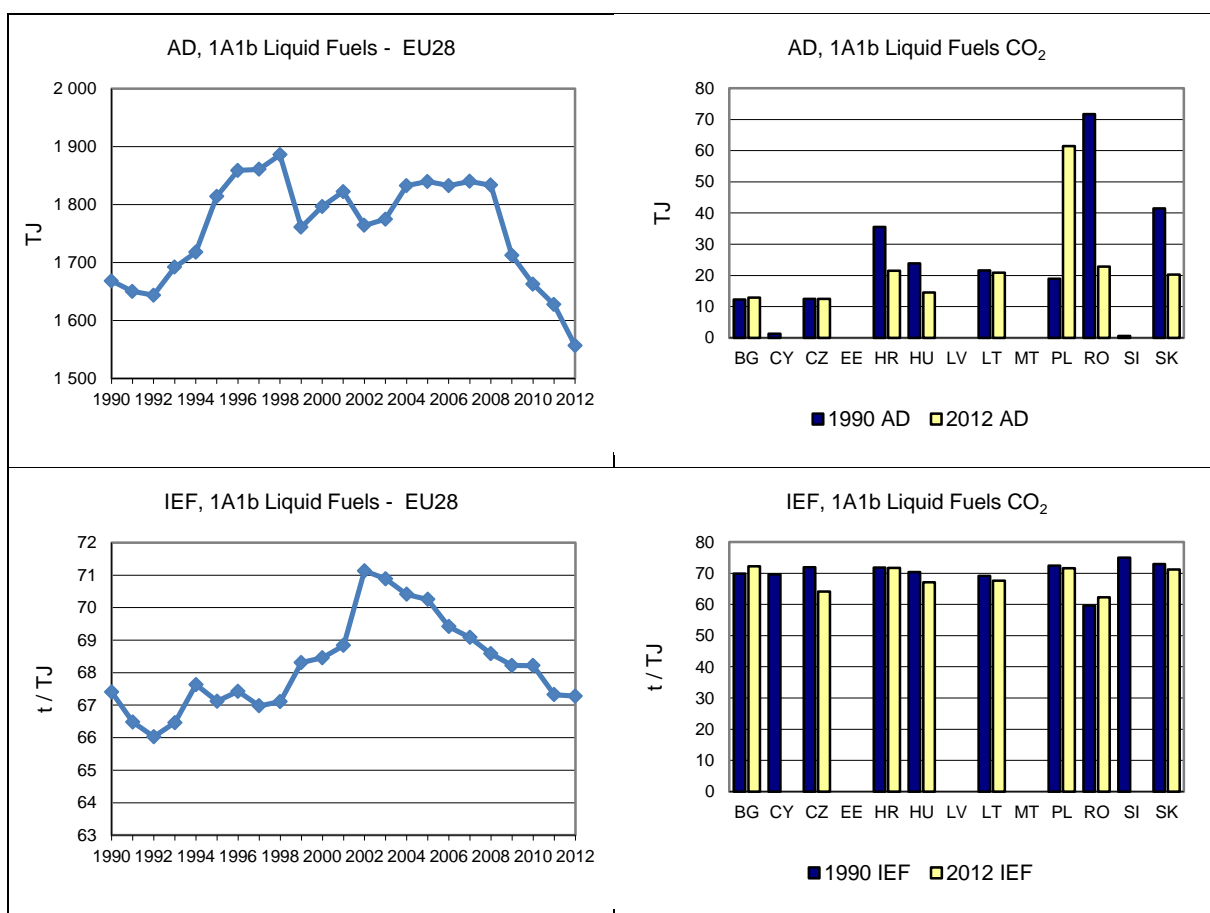 AD, 1A1b Liquid Fuels - EU28
2 000
1 900
1 800
1 700
1 600
1 500
TJ
1990 1992 1994 1996 1998 2000 2002 2004 2006 2008 2010 2012
AD, 1A1b Liquid Fuels CO₂
80
70
60
50
40
30
20
10
0
TJ
BG CY CZ EE HR HU LV LT MT PL RO SI SK
1990 AD 2012 AD
IEF, 1A1b Liquid Fuels - EU28
72
71
70
69
68
67
66
65
64
63
t / TJ
1990 1992 1994 1996 1998 2000 2002 2004 2006 2008 2010 2012
IEF, 1A1b Liquid Fuels CO₂
80
70
60
50
40
30
20
10
0
t / TJ
BG CY CZ EE HR HU LV LT MT PL RO SI SK
1990 IEF 2012 IEF